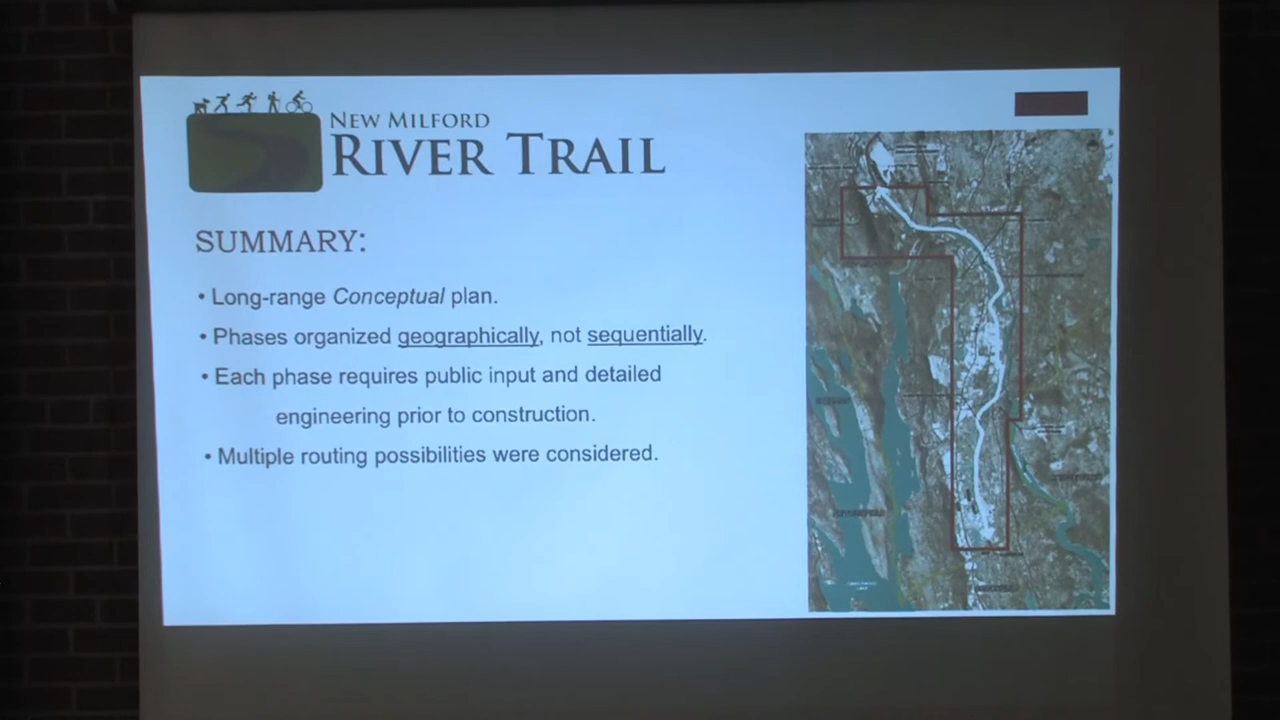 NEW MILFORD
RIVER TRAIL
SUMMARY:
• Long-range Conceptual plan.
• Phases organized geographically, not sequentially.
• Each phase requires public input and detailed
engineering prior to construction.
• Multiple routing possibilities were considered.